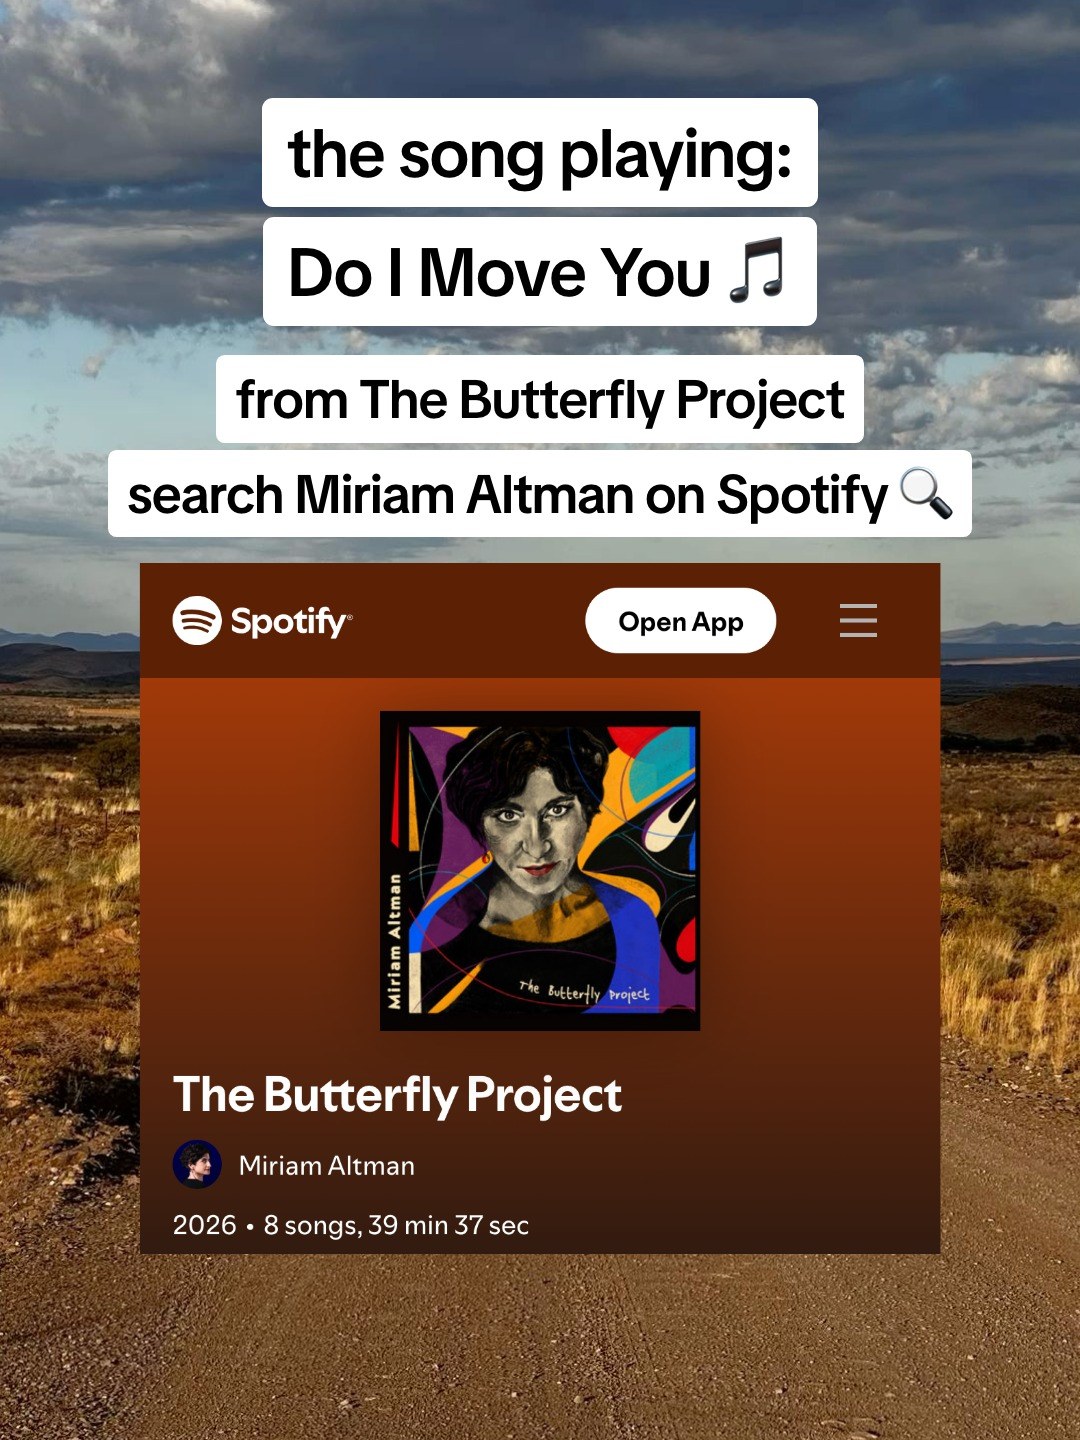 the song playing:
Do I Move You 🎵
from The Butterfly Project
search Miriam Altman on Spotify 🔍
Spotify®
Open App
Miriam Altman
The Butterfly Project
The Butterfly Project
Miriam Altman
2026 • 8 songs, 39 min 37 sec